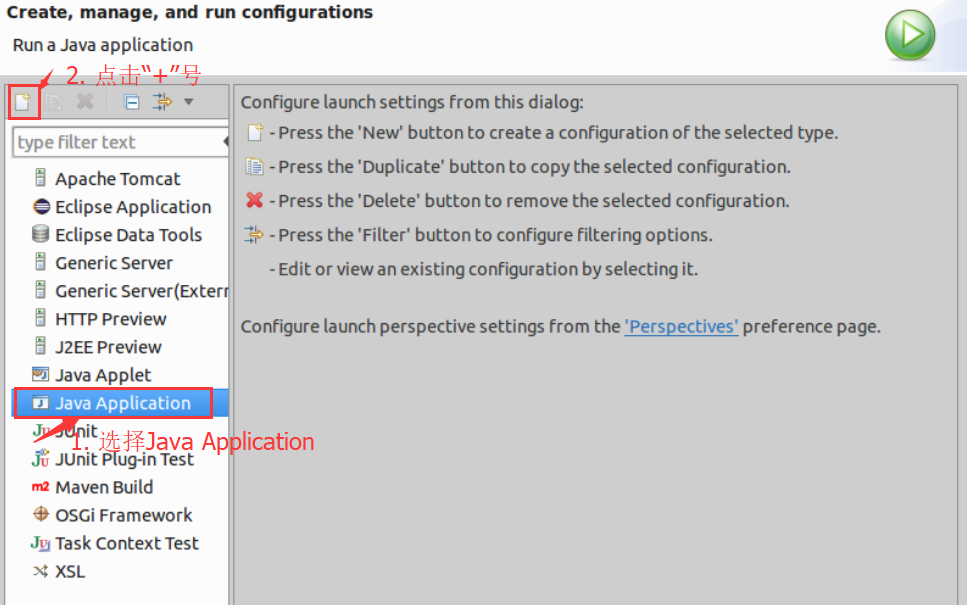 Create, manage, and run configurations
Run a Java application
2. 点击“+”号
type filter text
Apache Tomcat
Eclipse Application
Eclipse Data Tools
Generic Server
Generic Server(Extern
HTTP Preview
J2EE Preview
Java Applet
Java Application
JUnit
1. 选择Java Application
JUnit Plug-in Test
Maven Build
OSGi Framework
Task Context Test
XSL
Configure launch settings from this dialog:
- Press the 'New' button to create a configuration of the selected type.
- Press the 'Duplicate' button to copy the selected configuration.
- Press the 'Delete' button to remove the selected configuration.
- Press the 'Filter' button to configure filtering options.
- Edit or view an existing configuration by selecting it.
Configure launch perspective settings from the 'Perspectives' preference page.